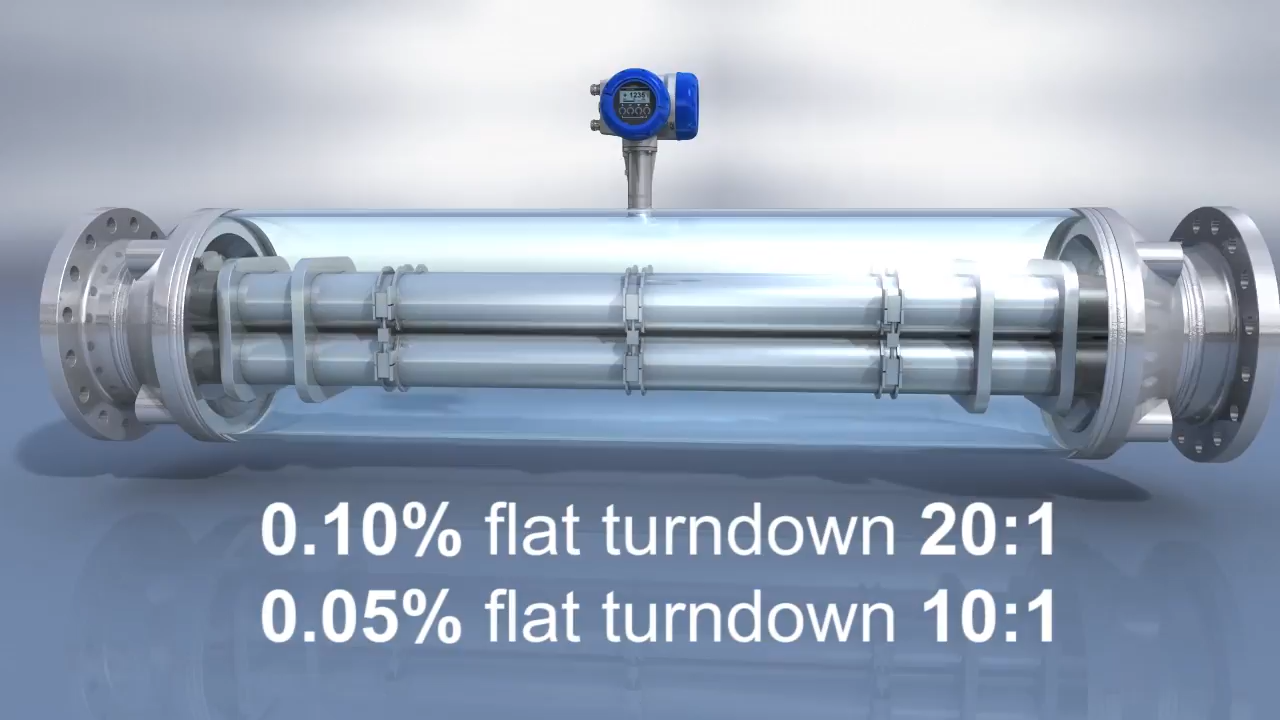 0.10% flat turndown 20:1
0.05% flat turndown 10:1